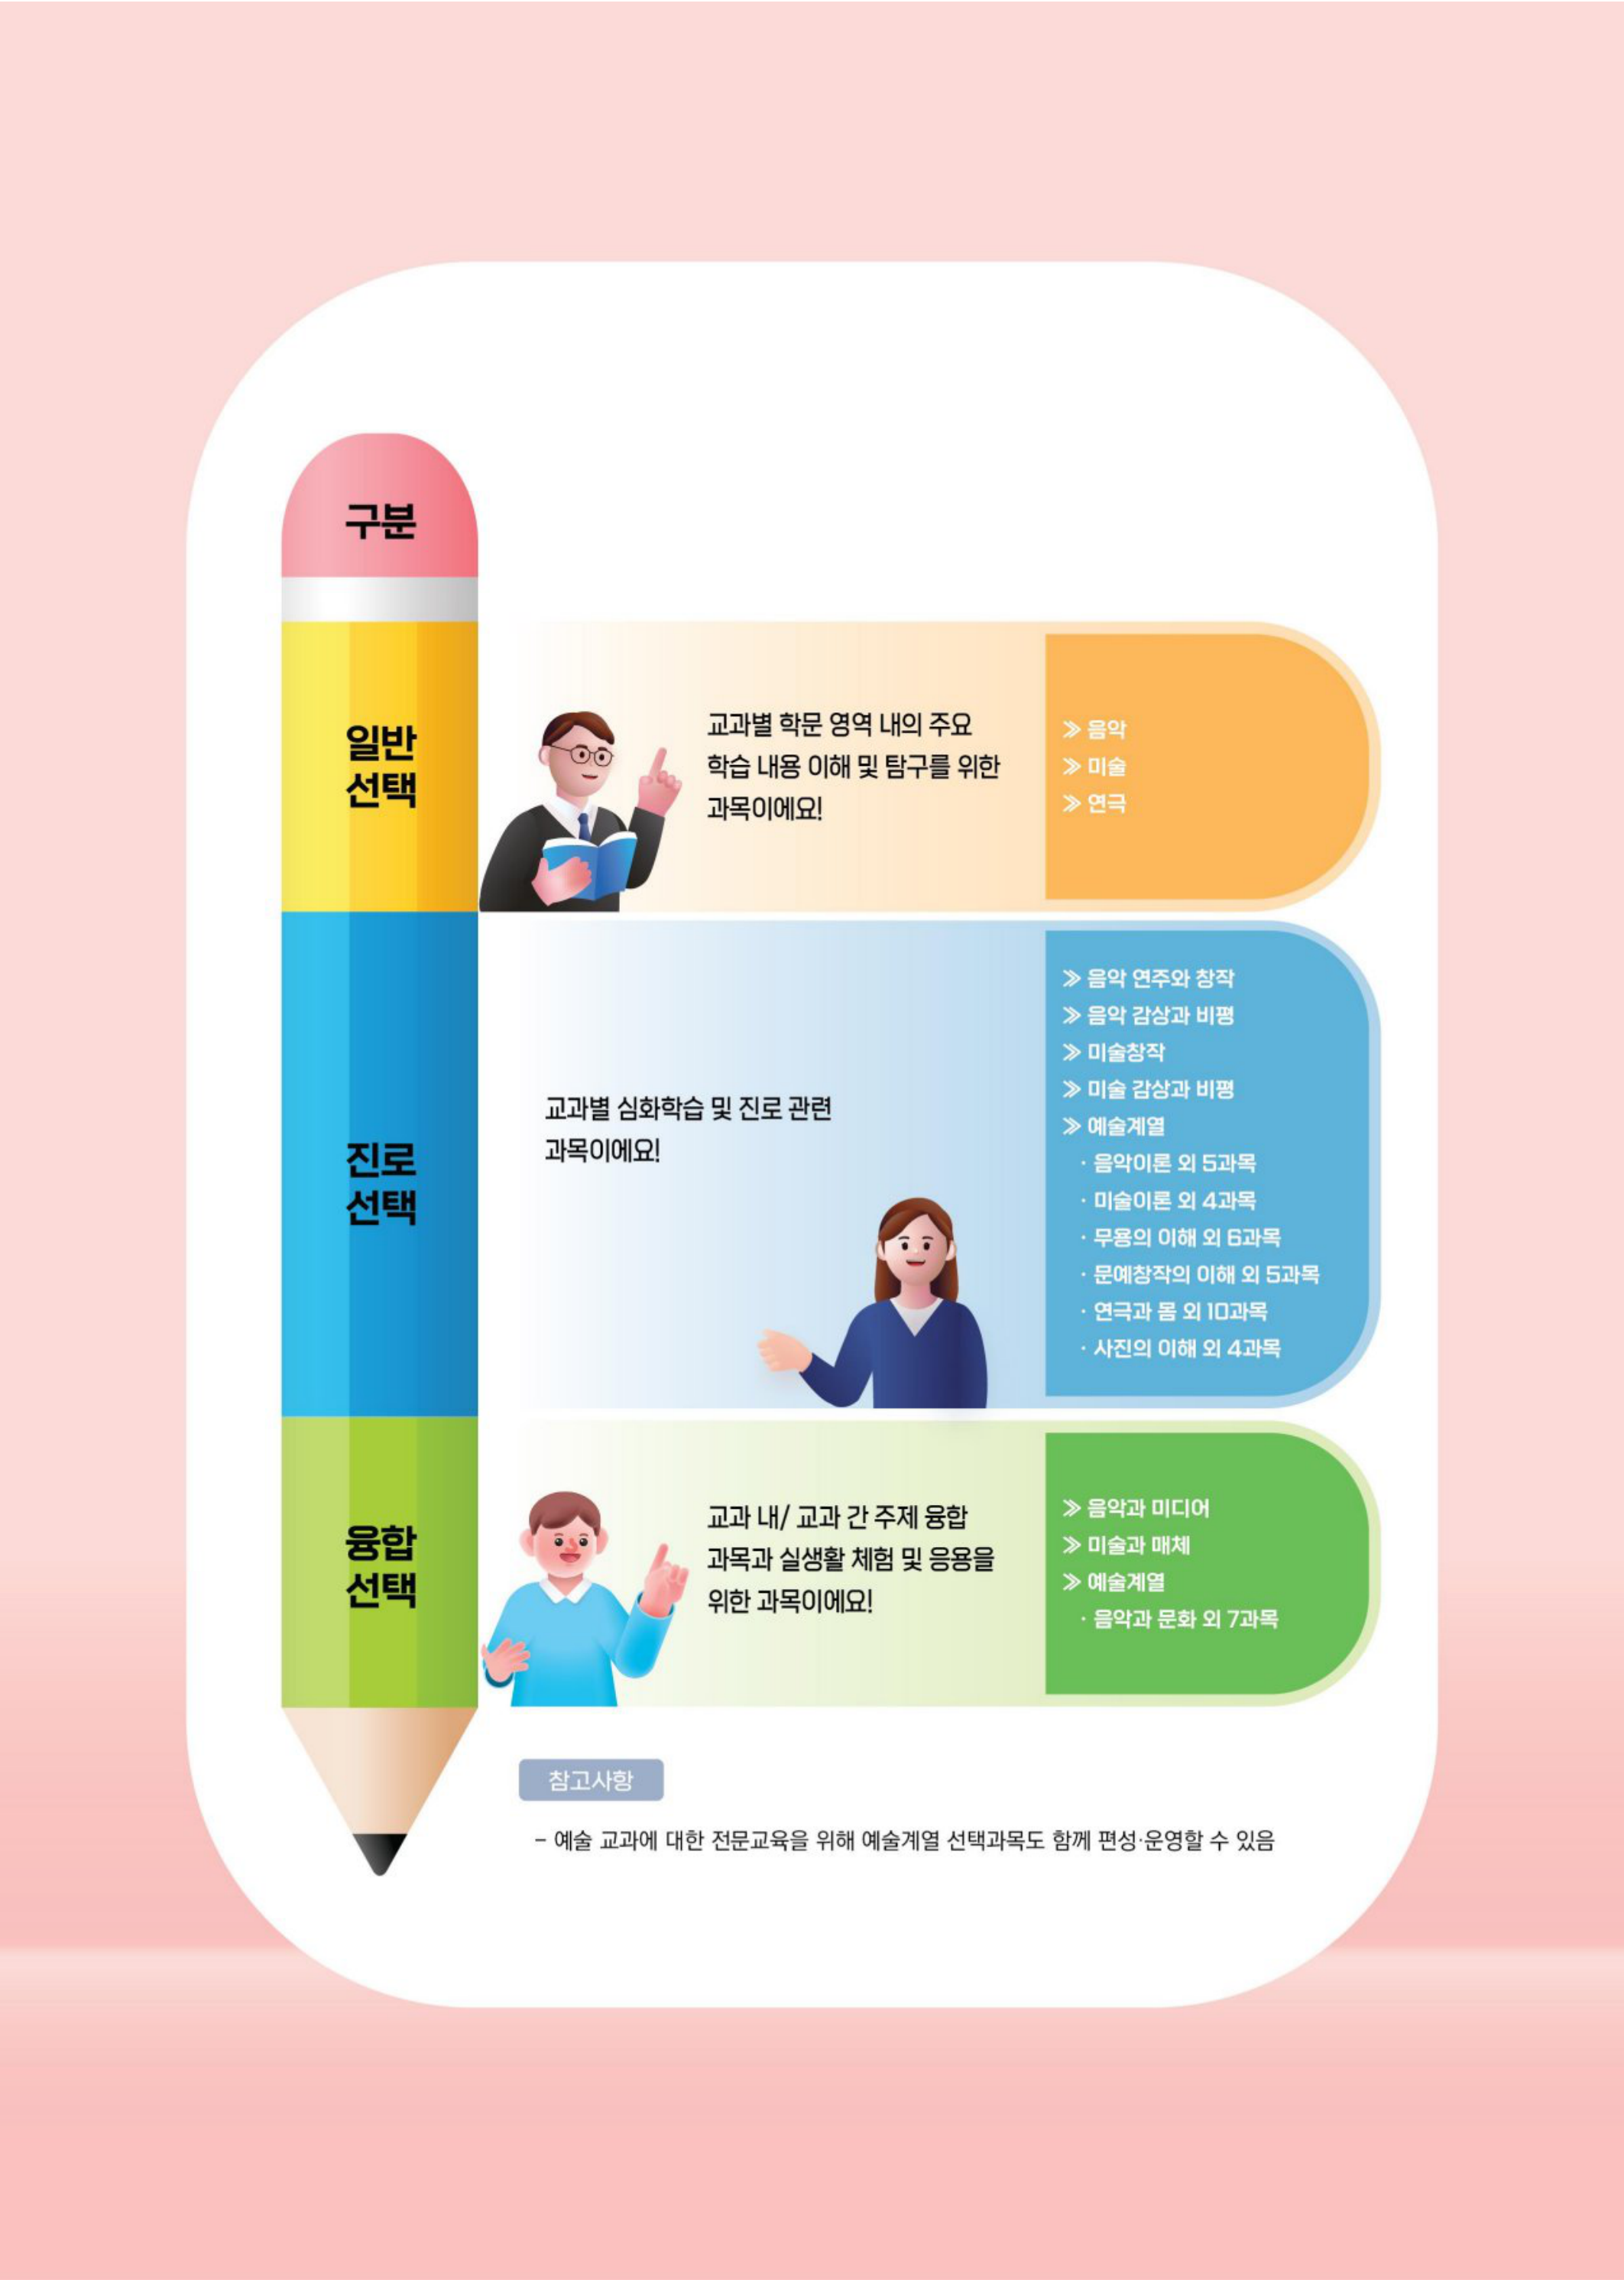 구분
일반
선택
교과별 학문 영역 내의 주요
학습 내용 이해 및 탐구를 위한
과목이에요!
≫ 음악
≫ 미술
≫ 연극
진로
선택
교과별 심화학습 및 진로 관련
과목이에요!
≫ 음악 연주와 창작
≫ 음악 감상과 비평
≫ 미술창작
≫ 미술 감상과 비평
≫ 예술계열
· 음악이론 외 5과목
· 미술이론 외 4과목
· 무용의 이해 외 6과목
· 문예창작의 이해 외 5과목
· 연극과 몸 외 10과목
· 사진의 이해 외 4과목
융합
선택
교과 내/ 교과 간 주제 융합
과목과 실생활 체험 및 응용을
위한 과목이에요!
≫ 음악과 미디어
≫ 미술과 매체
≫ 예술계열
· 음악과 문화 외 7과목
참고사항
– 예술 교과에 대한 전문교육을 위해 예술계열 선택과목도 함께 편성·운영할 수 있음